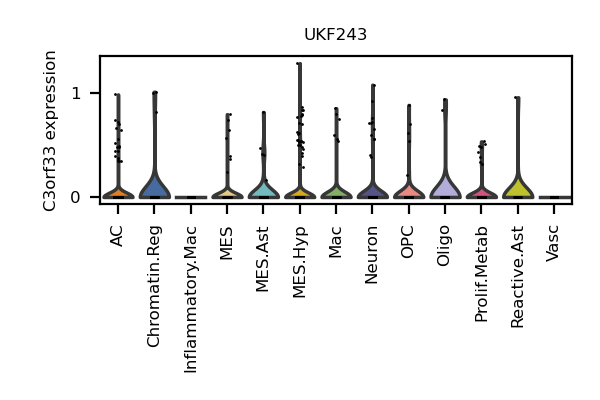 UKF243
C3orf33 expression
1
0
AC
Chromatin.Reg
Inflammatory.Mac
MES
MES.Ast
MES.Hyp
Mac
Neuron
OPC
Oligo
Prolif.Metab
Reactive.Ast
Vasc